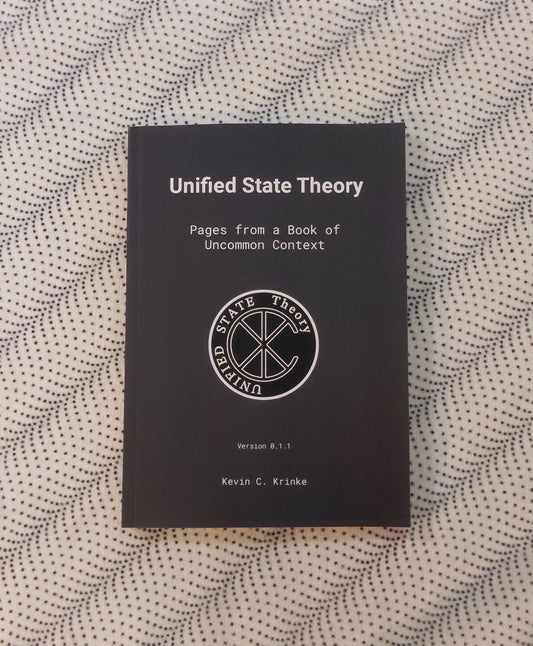 Unified State Theory
Pages from a Book of
Uncommon Context
UNIFIED STATE Theory
Version 0.1.1
Kevin C. Krinke